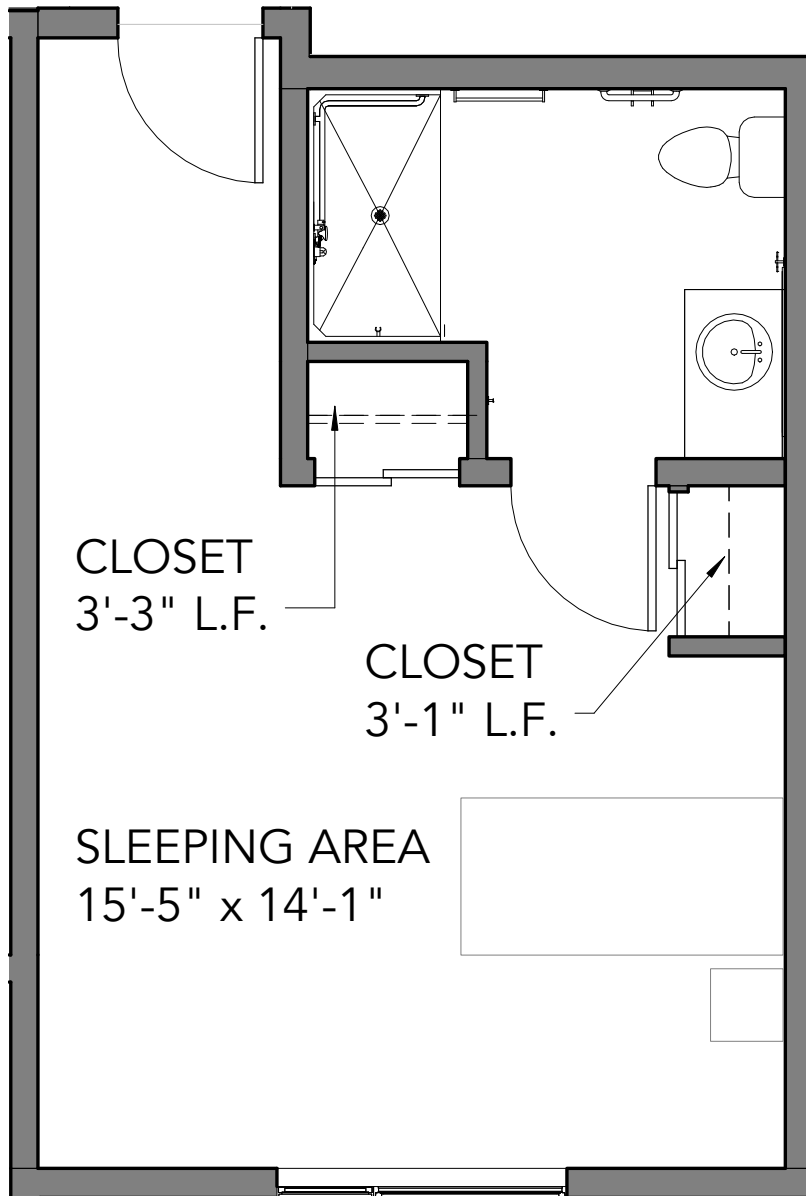 CLOSET
3'-3" L.F.
CLOSET
3'-1" L.F.
SLEEPING AREA
15'-5" x 14'-1"